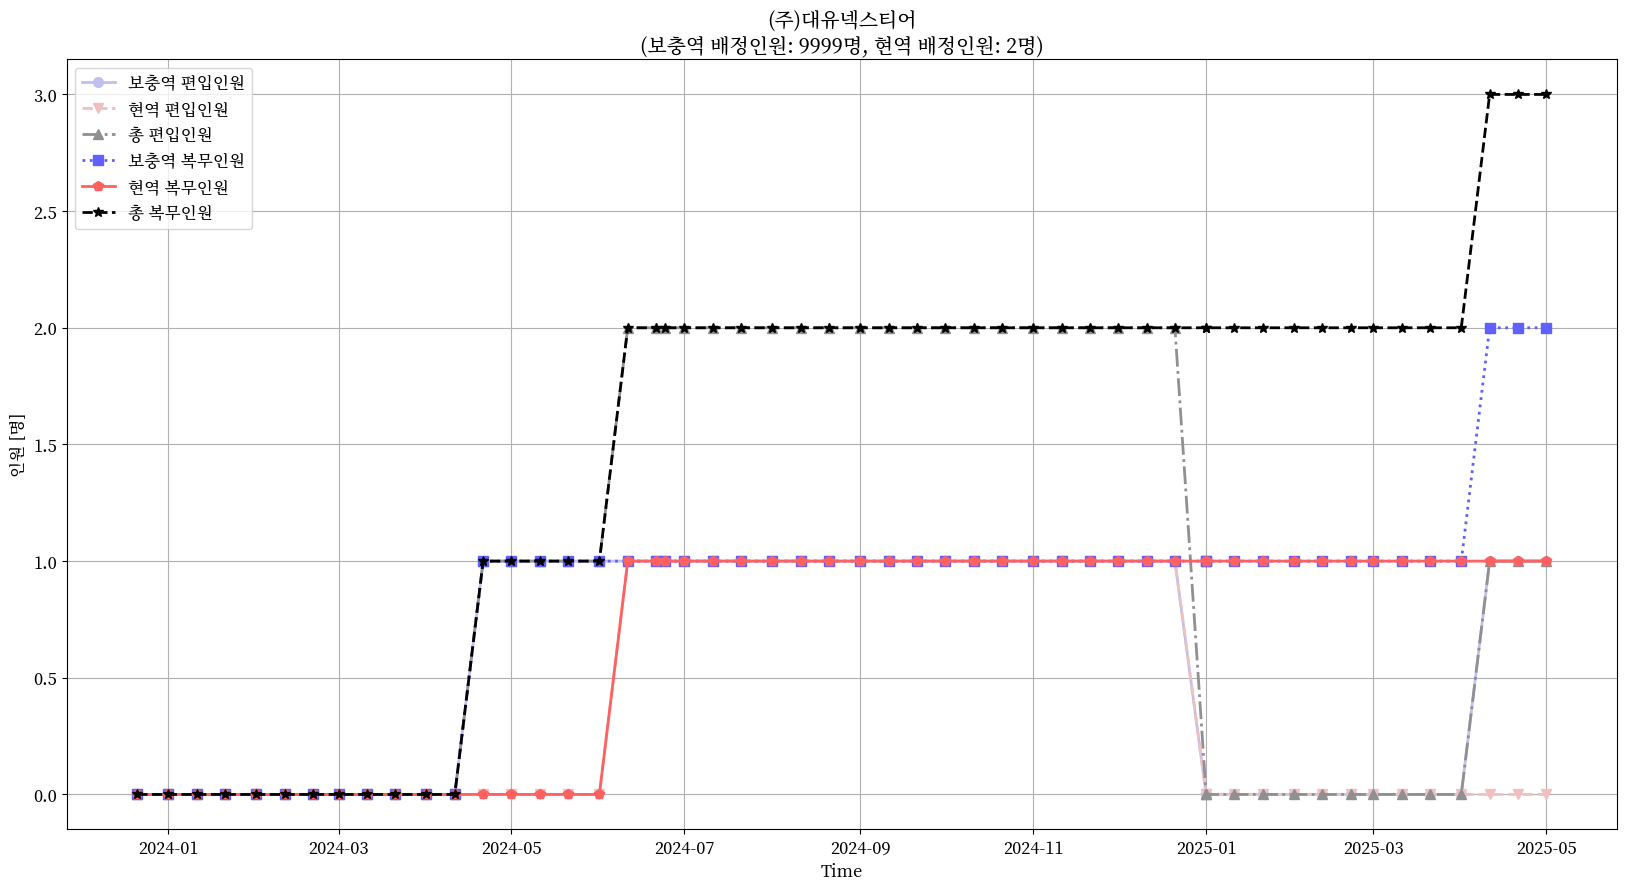 (주)대유넥스티어
(보충역 배정인원: 9999명, 현역 배정인원: 2명)
보충역 편입인원
현역 편입인원
총 편입인원
보충역 복무인원
현역 복무인원
총 복무인원
3.0
2.5
2.0
1.5
1.0
0.5
0.0
인원 [명]
2024-01
2024-03
2024-05
2024-07
2024-09
2024-11
2025-01
2025-03
2025-05
Time